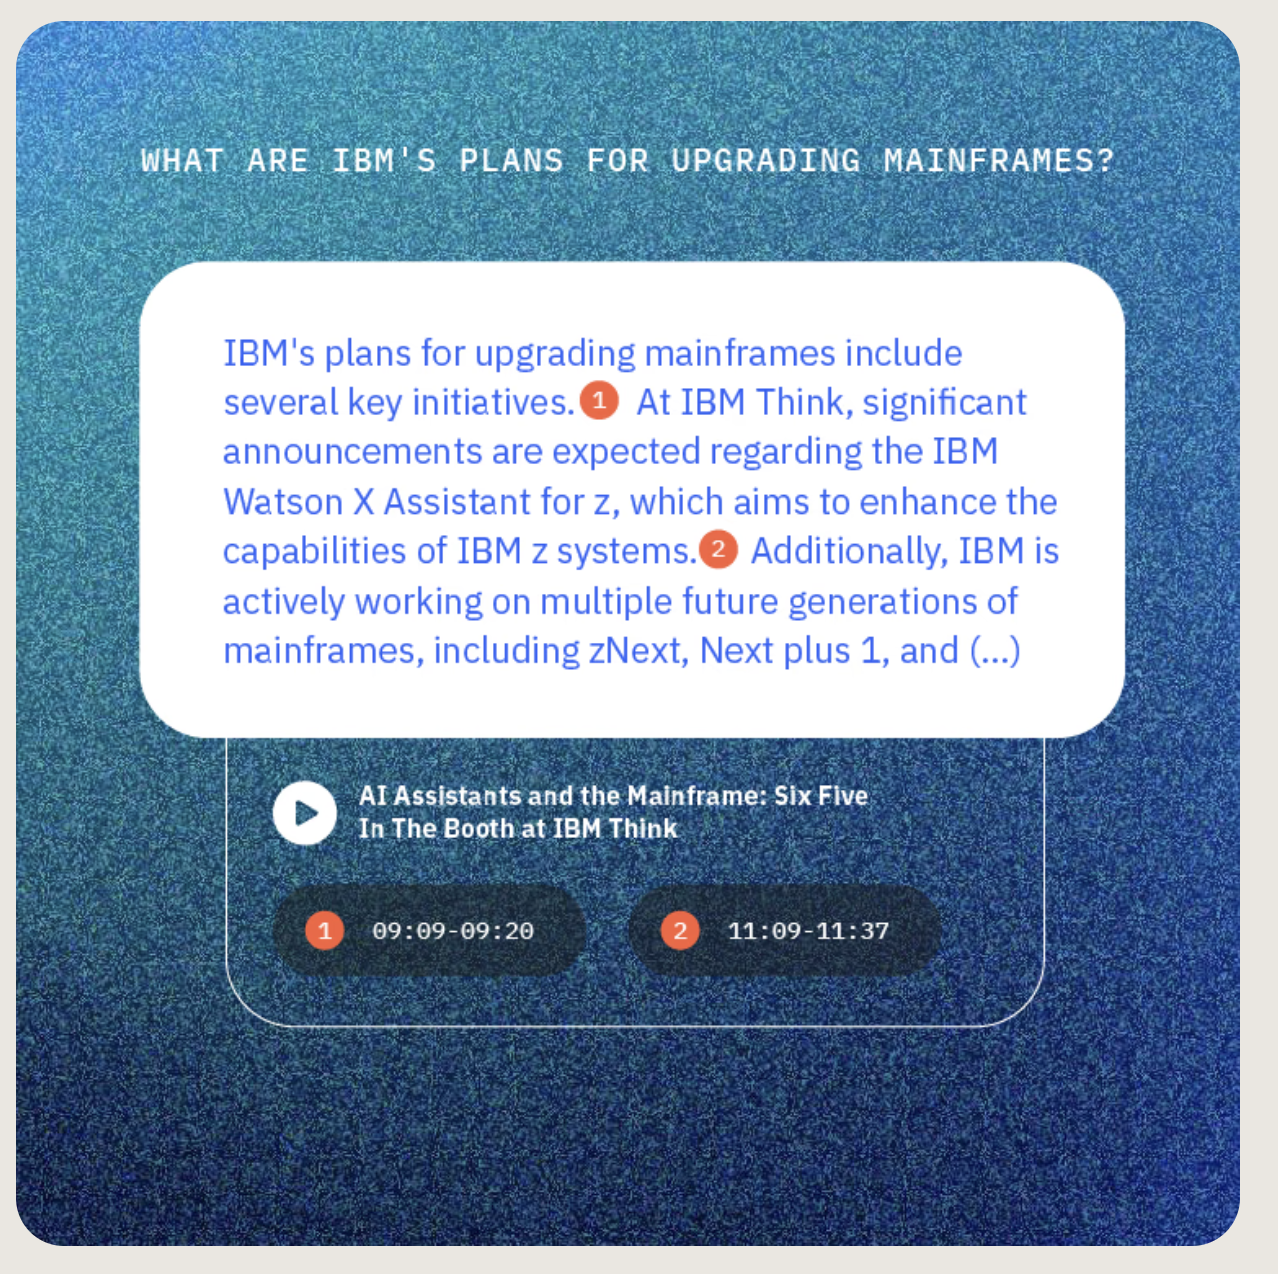 WHAT ARE IBM'S PLANS FOR UPGRADING MAINFRAMES?
IBM's plans for upgrading mainframes include
several key initiatives. 1 At IBM Think, significant
announcements are expected regarding the IBM
Watson X Assistant for z, which aims to enhance the
capabilities of IBM z systems. 2 Additionally, IBM is
actively working on multiple future generations of
mainframes, including zNext, Next plus 1, and (...)
AI Assistants and the Mainframe: Six Five
In The Booth at IBM Think
1 09:09-09:20 2 11:09-11:37